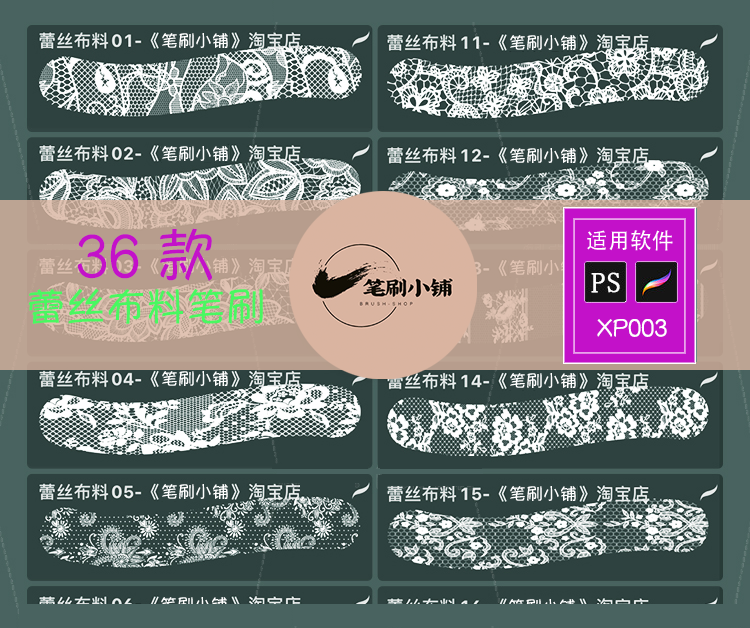 蕾丝布料01-《笔刷小铺》淘宝店
蕾丝布料11-《笔刷小铺》淘宝店
蕾丝布料02-《笔刷小铺》淘宝店
蕾丝布料12-《笔刷小铺》淘宝店
36 款
蕾丝布料笔刷
笔刷小铺
BRUSH-SHOP
适用软件
PS
XP003
蕾丝布料04-《笔刷小铺》淘宝店
蕾丝布料14-《笔刷小铺》淘宝店
蕾丝布料05-《笔刷小铺》淘宝店
蕾丝布料15-《笔刷小铺》淘宝店